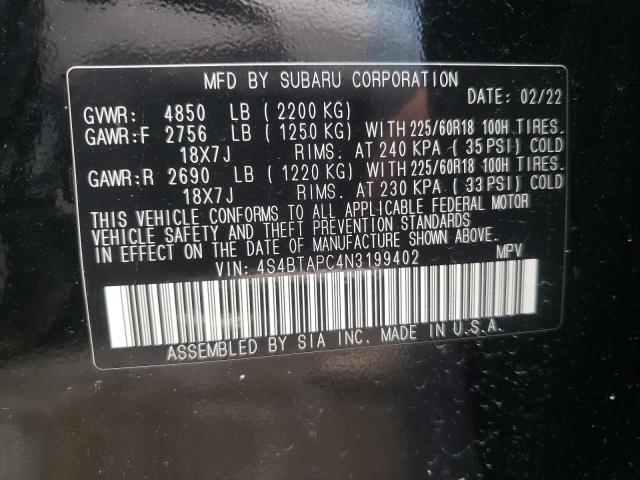 MFD BY SUBARU CORPORATION
DATE: 02/22
GVWR: 4850 LB (2200 KG)
GAWR:F 2756 LB (1250 KG) WITH 225/60R18 100H TIRES.
18X7J RIMS. AT 240 KPA (35 PSI) COLD
GAWR:R 2690 LB (1220 KG) WITH 225/60R18 100H TIRES.
18X7J RIMS. AT 230 KPA (33 PSI) COLD
THIS VEHICLE CONFORMS TO ALL APPLICABLE FEDERAL MOTOR
VEHICLE SAFETY AND THEFT PREVENTION STANDARDS
IN EFFECT ON THE DATE OF MANUFACTURE SHOWN ABOVE.
VIN: 4S4BTAPC4N3199402 MPV
ASSEMBLED BY SIA INC. MADE IN U.S.A.